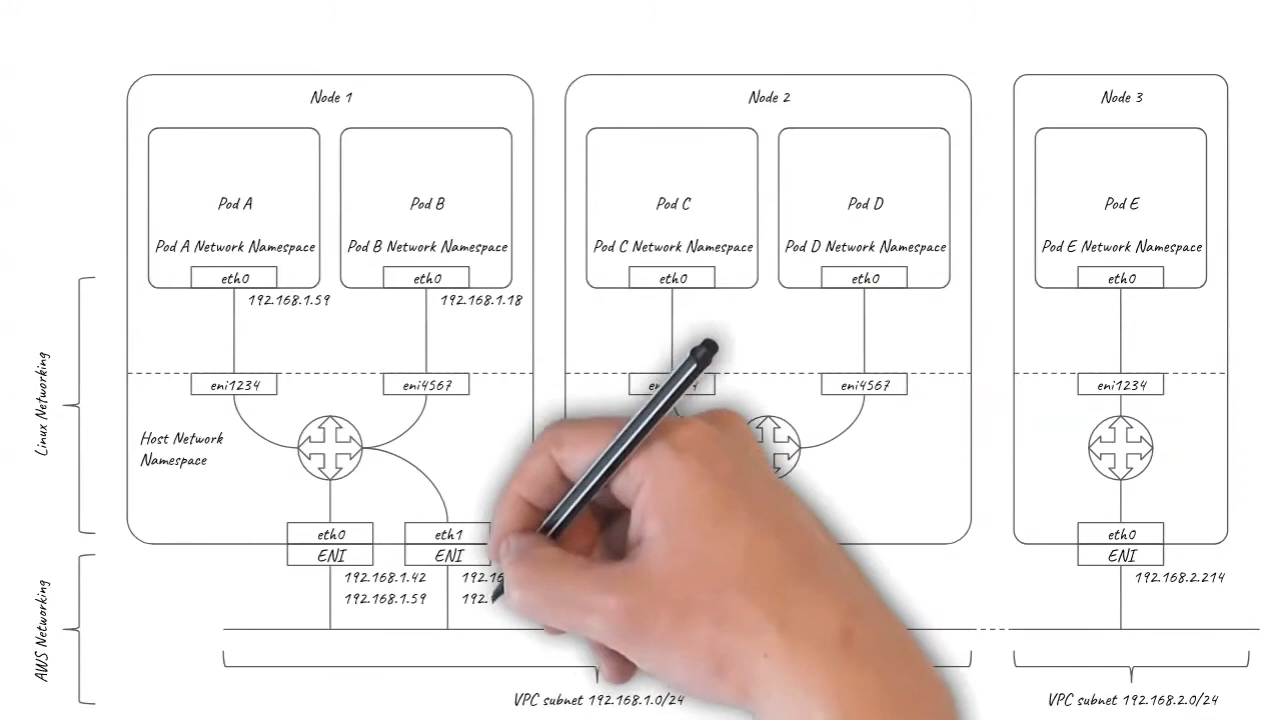 Node 1
Node 2
Node 3
Pod A
Pod B
Pod C
Pod D
Pod E
Pod A Network Namespace
Pod B Network Namespace
Pod C Network Namespace
Pod D Network Namespace
Pod E Network Namespace
eth0
eth0
eth0
eth0
eth0
192.168.1.59
192.168.1.18
Linux Networking
eni1234
eni4567
eni4567
eni1234
Host Network
Namespace
eth0
eth1
eth0
ENI
ENI
ENI
192.168.1.42
192.168.1.59
192.16
192.
192.168.2.214
AWS Networking
VPC subnet 192.168.1.0/24
VPC subnet 192.168.2.0/24